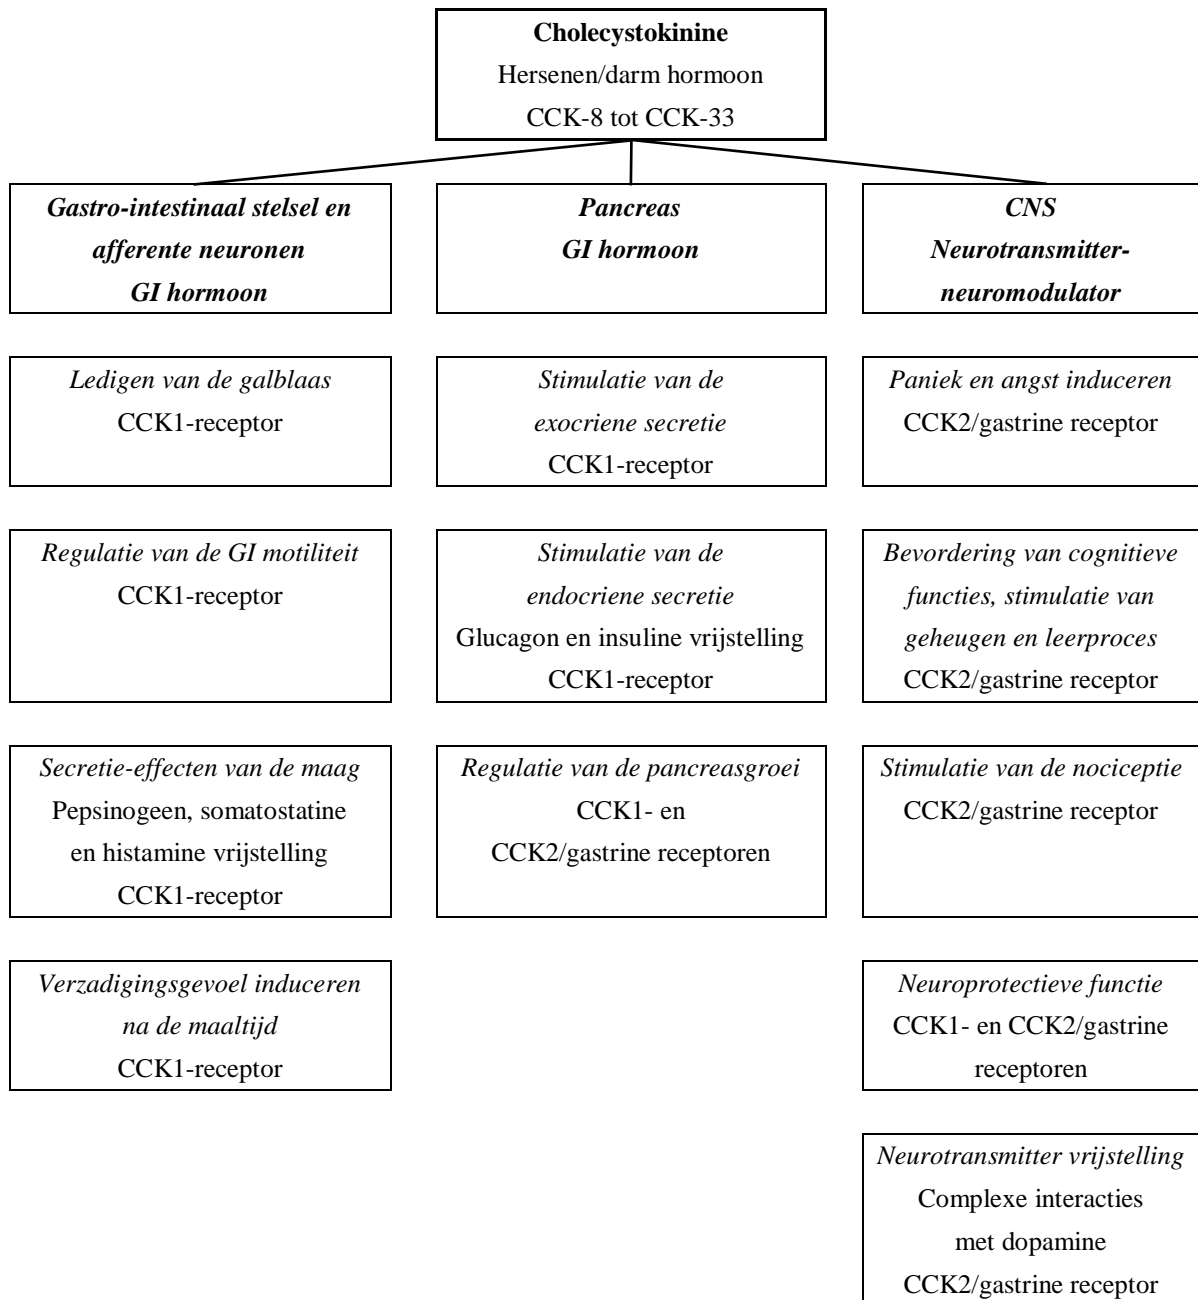 Cholecystokinine
Hersenen/darm hormoon
CCK-8 tot CCK-33
Gastro-intestinaal stelsel en
afferente neuronen
GI hormoon
Pancreas
GI hormoon
CNS
Neurotransmitter-
neuromodulator
Ledigen van de galblaas
CCK1-receptor
Stimulatie van de
exocriene secretie
CCK1-receptor
Paniek en angst induceren
CCK2/gastrine receptor
Regulatie van de GI motiliteit
CCK1-receptor
Stimulatie van de
endocriene secretie
Glucagon en insuline vrijstelling
CCK1-receptor
Bevordering van cognitieve
functies, stimulatie van
geheugen en leerproces
CCK2/gastrine receptor
Secretie-effecten van de maag
Pepsinogeen, somatostatine
en histamine vrijstelling
CCK1-receptor
Regulatie van de pancreasgroei
CCK1- en
CCK2/gastrine receptoren
Stimulatie van de nociceptie
CCK2/gastrine receptor
Verzadigingsgevoel induceren
na de maaltijd
CCK1-receptor
Neuroprotectieve functie
CCK1- en CCK2/gastrine
receptoren
Neurotransmitter vrijstelling
Complexe interacties
met dopamine
CCK2/gastrine receptor